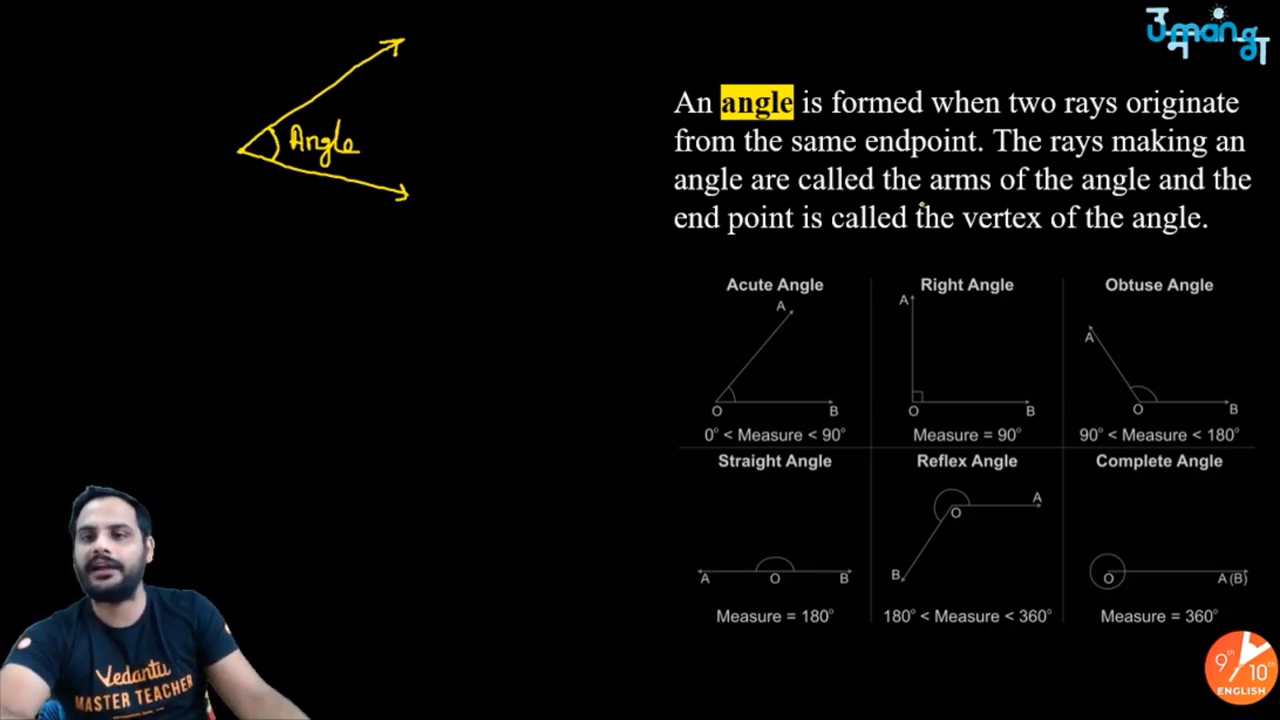 उमंग
Angle
An angle is formed when two rays originate
from the same endpoint. The rays making an
angle are called the arms of the angle and the
end point is called the vertex of the angle.
Acute Angle
A
O
B
0° < Measure < 90°
Right Angle
A
O
B
Measure = 90°
Obtuse Angle
A
O
B
90° < Measure < 180°
Straight Angle
A
O
B
Measure = 180°
Reflex Angle
O
A
B
180° < Measure < 360°
Complete Angle
O
A (B)
Measure = 360°
Vedantu
MASTER TEACHER
9th/10th
ENGLISH